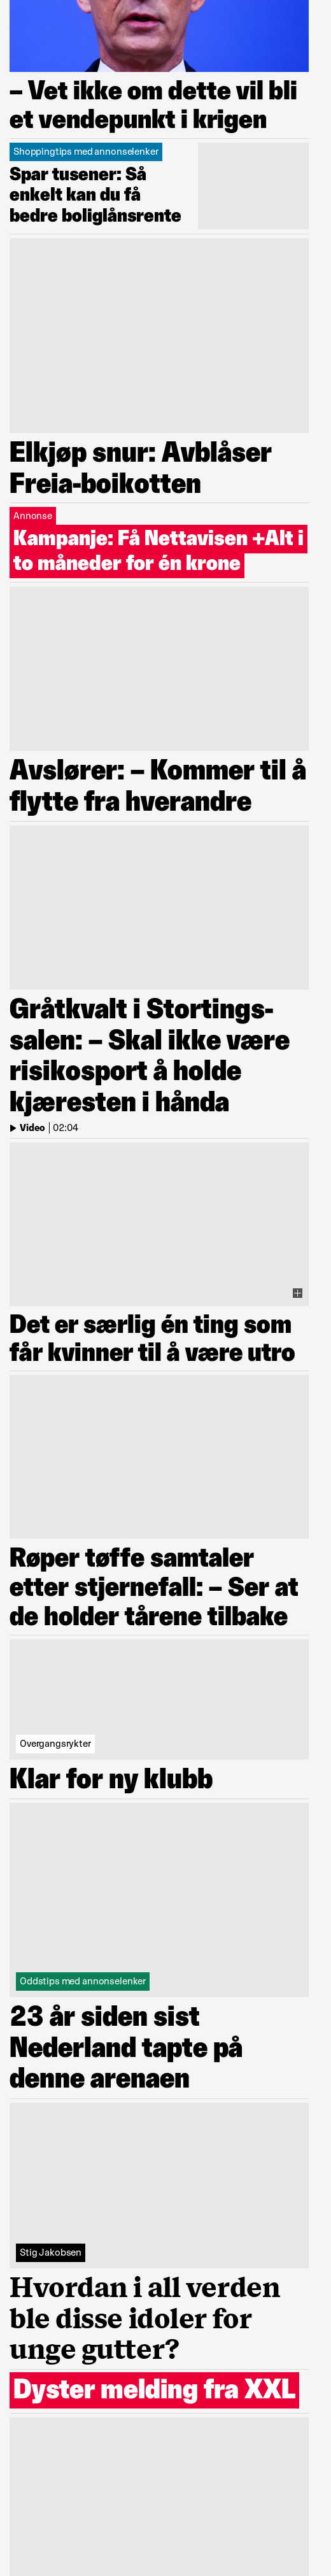 – Vet ikke om dette vil bli
et vendepunkt i krigen
Shoppingtips med annonselenker
Spar tusener: Så
enkelt kan du få
bedre boliglånsrente
Elkjøp snur: Avblåser
Freia-boikotten
Annonse
Kampanje: Få Nettavisen +Alt i
to måneder for én krone
Avslører: – Kommer til å
flytte fra hverandre
Gråtkvalt i Stortings-
salen: – Skal ikke være
risikosport å holde
kjæresten i hånda
Video | 02:04
Det er særlig én ting som
får kvinner til å være utro
Røper tøffe samtaler
etter stjernefall: – Ser at
de holder tårene tilbake
Overgangsrykter
Klar for ny klubb
Oddstips med annonselenker
23 år siden sist
Nederland tapte på
denne arenaen
Stig Jakobsen
Hvordan i all verden
ble disse idoler for
unge gutter?
Dyster melding fra XXL